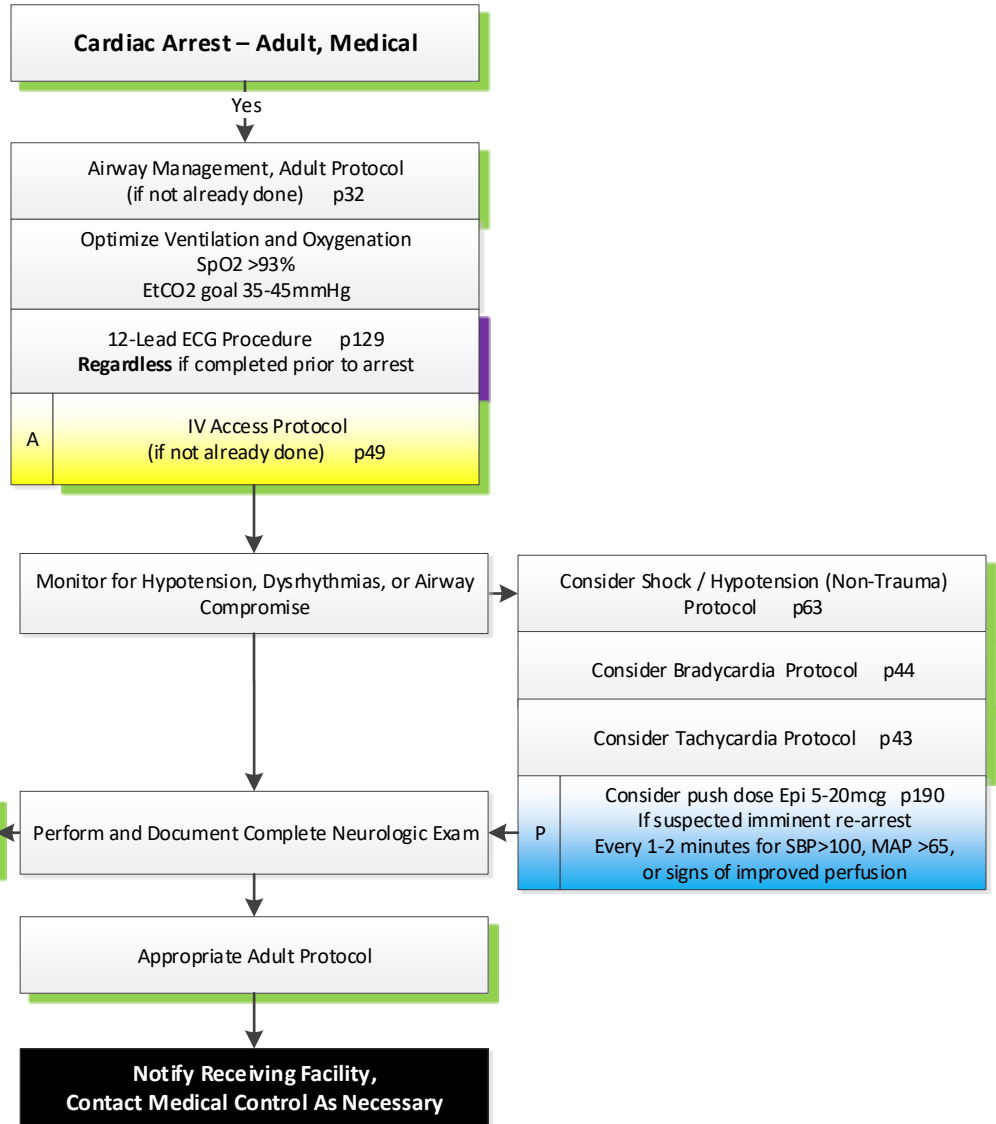 Cardiac Arrest – Adult, Medical
Yes
Airway Management, Adult Protocol
(if not already done) p32
Optimize Ventilation and Oxygenation
SpO2 >93%
EtCO2 goal 35-45mmHg
12-Lead ECG Procedure p129
Regardless if completed prior to arrest
A
IV Access Protocol
(if not already done) p49
Monitor for Hypotension, Dysrhythmias, or Airway
Compromise
Consider Shock / Hypotension (Non-Trauma)
Protocol p63
Consider Bradycardia Protocol p44
Consider Tachycardia Protocol p43
P
Consider push dose Epi 5-20mcg p190
If suspected imminent re-arrest
Every 1-2 minutes for SBP>100, MAP >65,
or signs of improved perfusion
Perform and Document Complete Neurologic Exam
Appropriate Adult Protocol
Notify Receiving Facility,
Contact Medical Control As Necessary